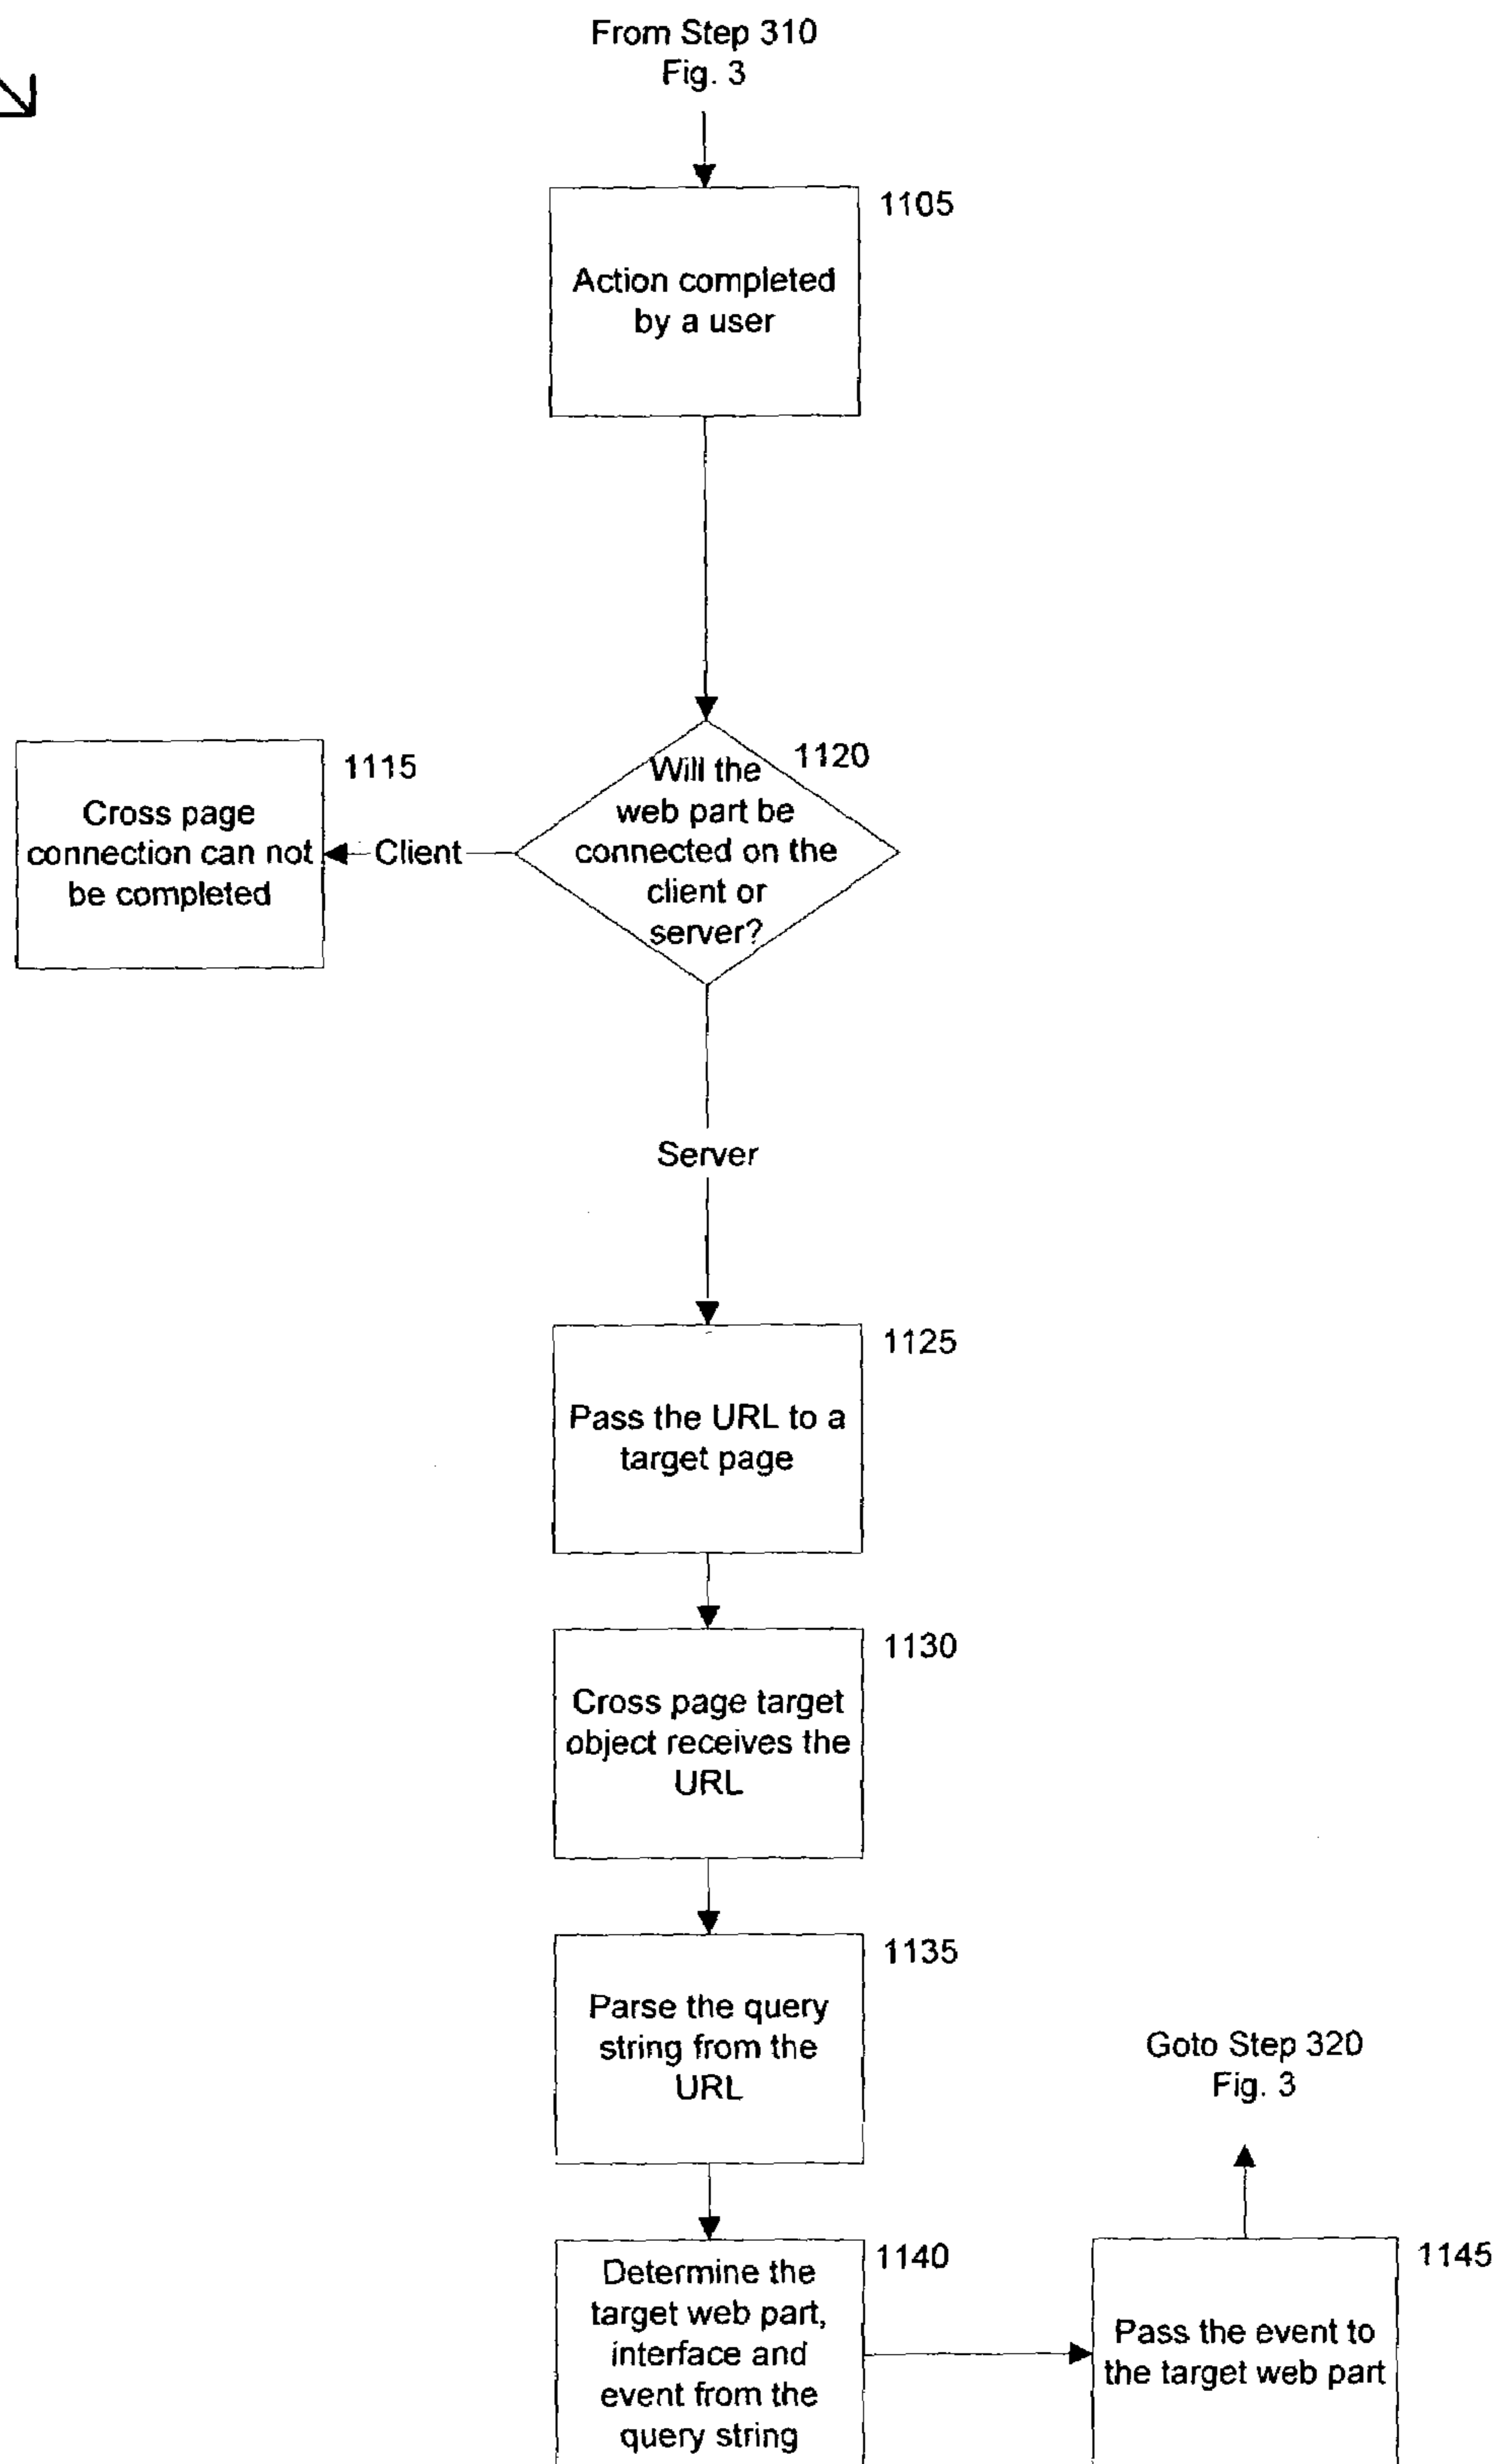 From Step 310
Fig. 3
1105
Action completed
by a user
1120
Will the
web part be
connected on the
client or
server?
1115
Cross page
connection can not
be completed
Client
Server
1125
Pass the URL to a
target page
1130
Cross page target
object receives the
URL
1135
Parse the query
string from the
URL
1140
Determine the
target web part,
interface and
event from the
query string
1145
Pass the event to
the target web part
Goto Step 320
Fig. 3